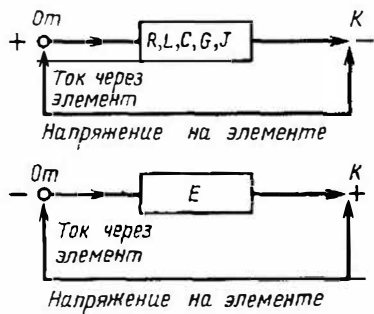 От К
+ R,L,C,G,J −
Ток через
элемент
Напряжение на элементе
От К
− E +
Ток через
элемент
Напряжение на элементе